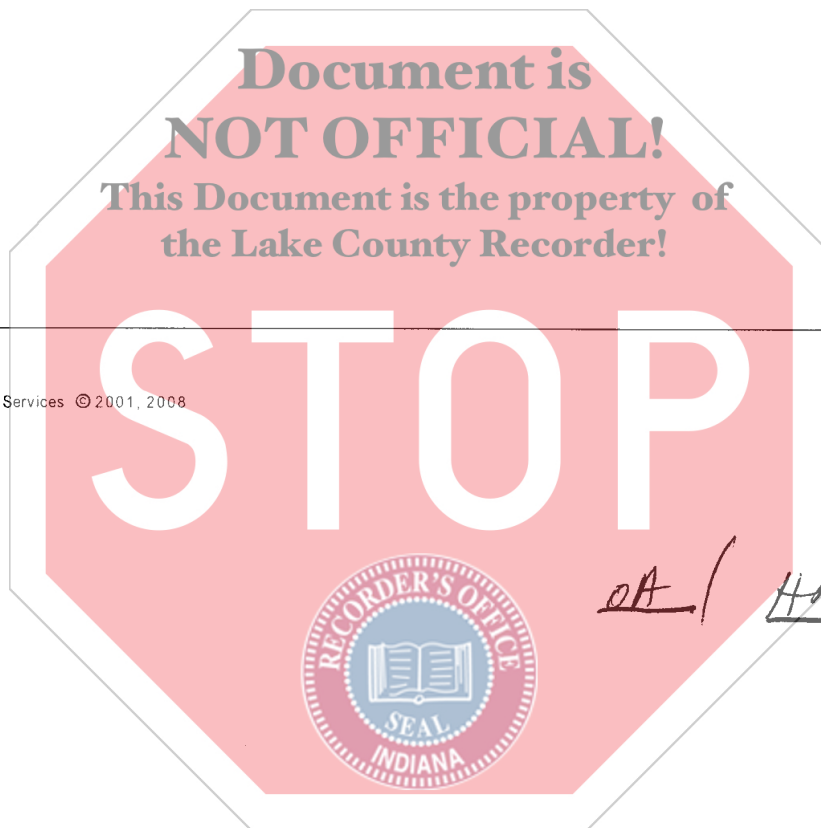 Document is
NOT OFFICIAL!
This Document is the property of
the Lake County Recorder!
STOP
Services © 2001, 2008
OA /
RECORDER'S OFFICE
SEAL
INDIANA